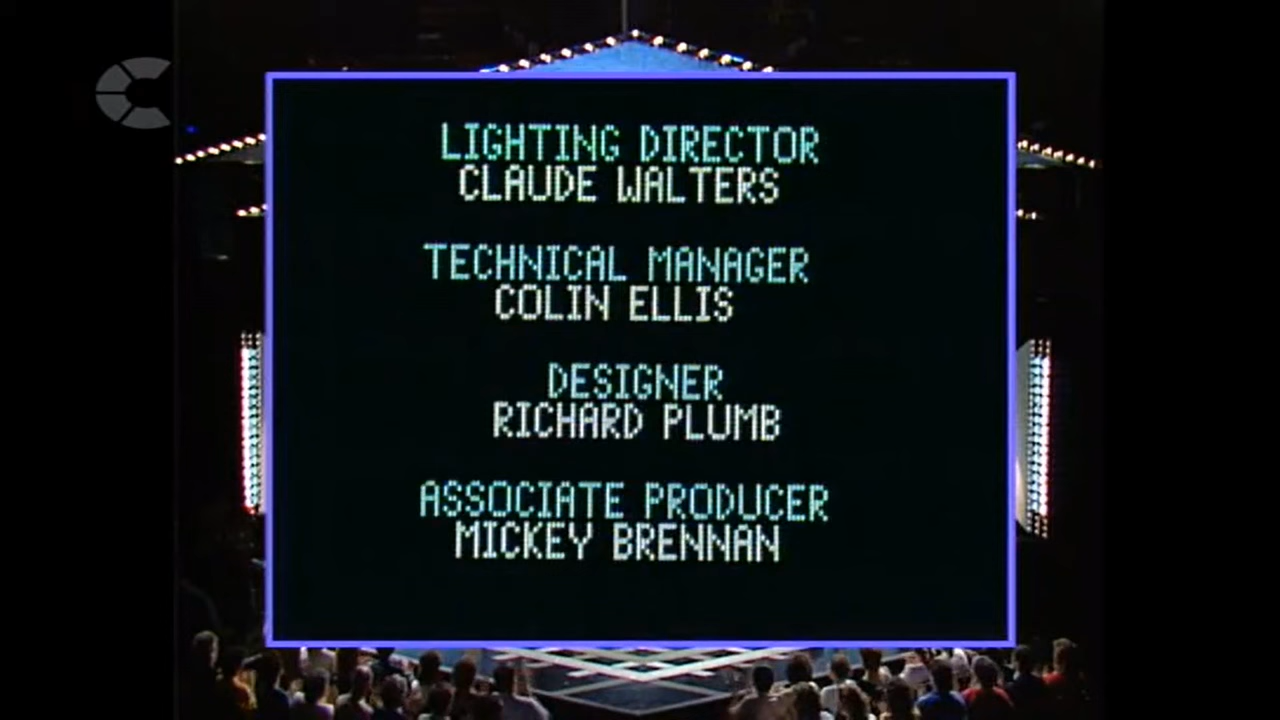 LIGHTING DIRECTOR
CLAUDE WALTERS
TECHNICAL MANAGER
COLIN ELLIS
DESIGNER
RICHARD PLUMB
ASSOCIATE PRODUCER
MICKEY BRENNAN